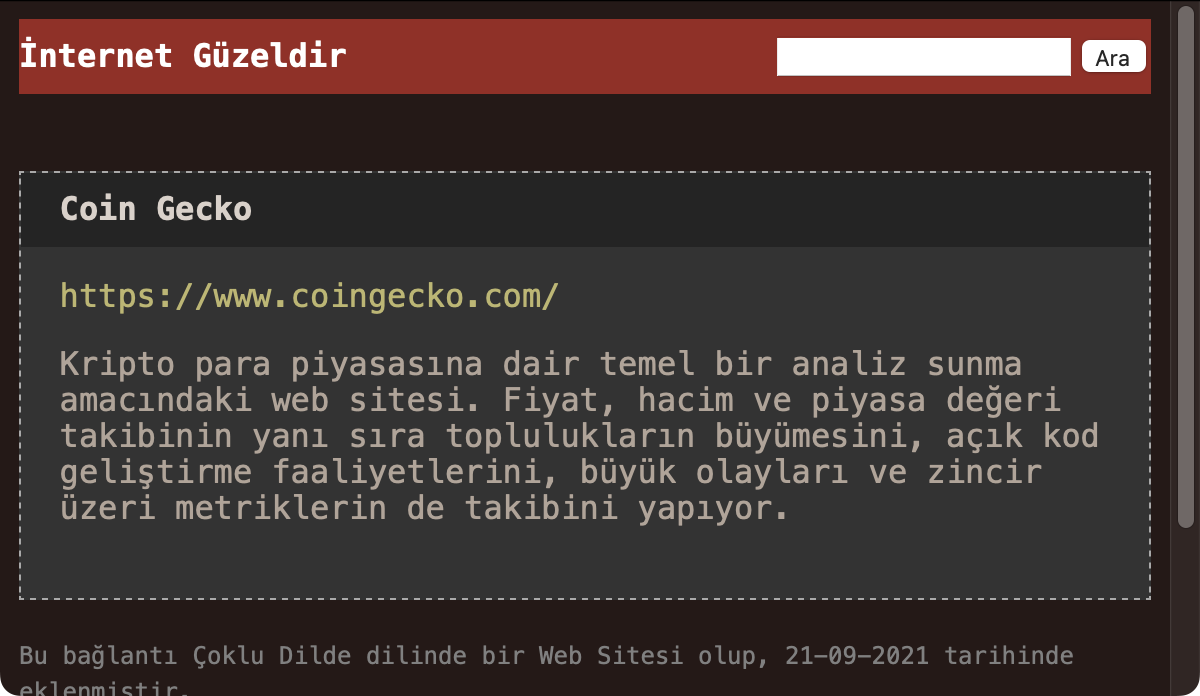 İnternet Güzeldir
Ara
Coin Gecko
https://www.coingecko.com/
Kripto para piyasasına dair temel bir analiz sunma
amacındaki web sitesi. Fiyat, hacim ve piyasa değeri
takibinin yanı sıra toplulukların büyümesini, açık kod
geliştirme faaliyetlerini, büyük olayları ve zincir
üzeri metriklerin de takibini yapıyor.
Bu bağlantı Çoklu Dilde dilinde bir Web Sitesi olup, 21-09-2021 tarihinde
eklenmiştir.